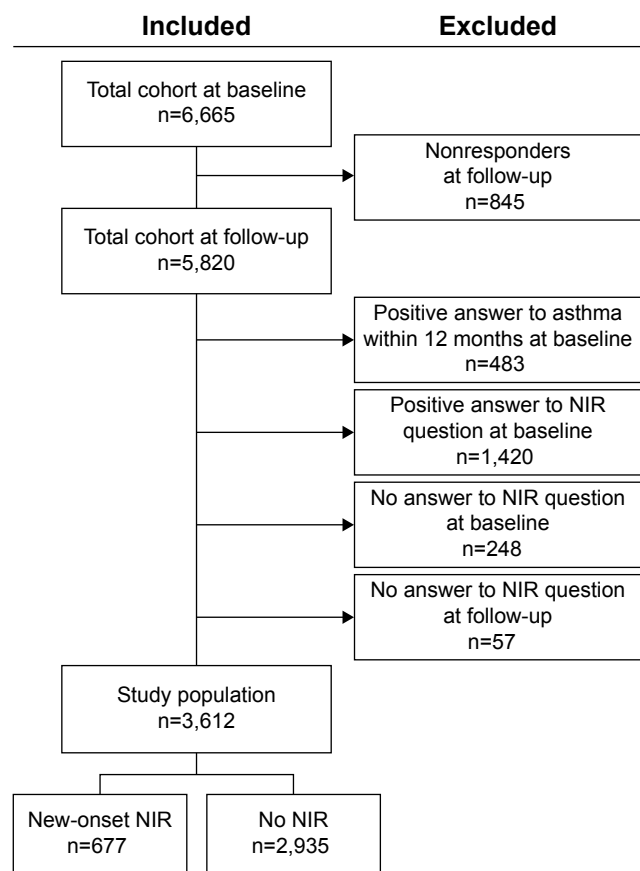 Included
Excluded
Total cohort at baseline
n=6,665
Nonresponders
at follow-up
n=845
Total cohort at follow-up
n=5,820
Positive answer to asthma
within 12 months at baseline
n=483
Positive answer to NIR
question at baseline
n=1,420
No answer to NIR question
at baseline
n=248
No answer to NIR question
at follow-up
n=57
Study population
n=3,612
New-onset NIR
n=677
No NIR
n=2,935